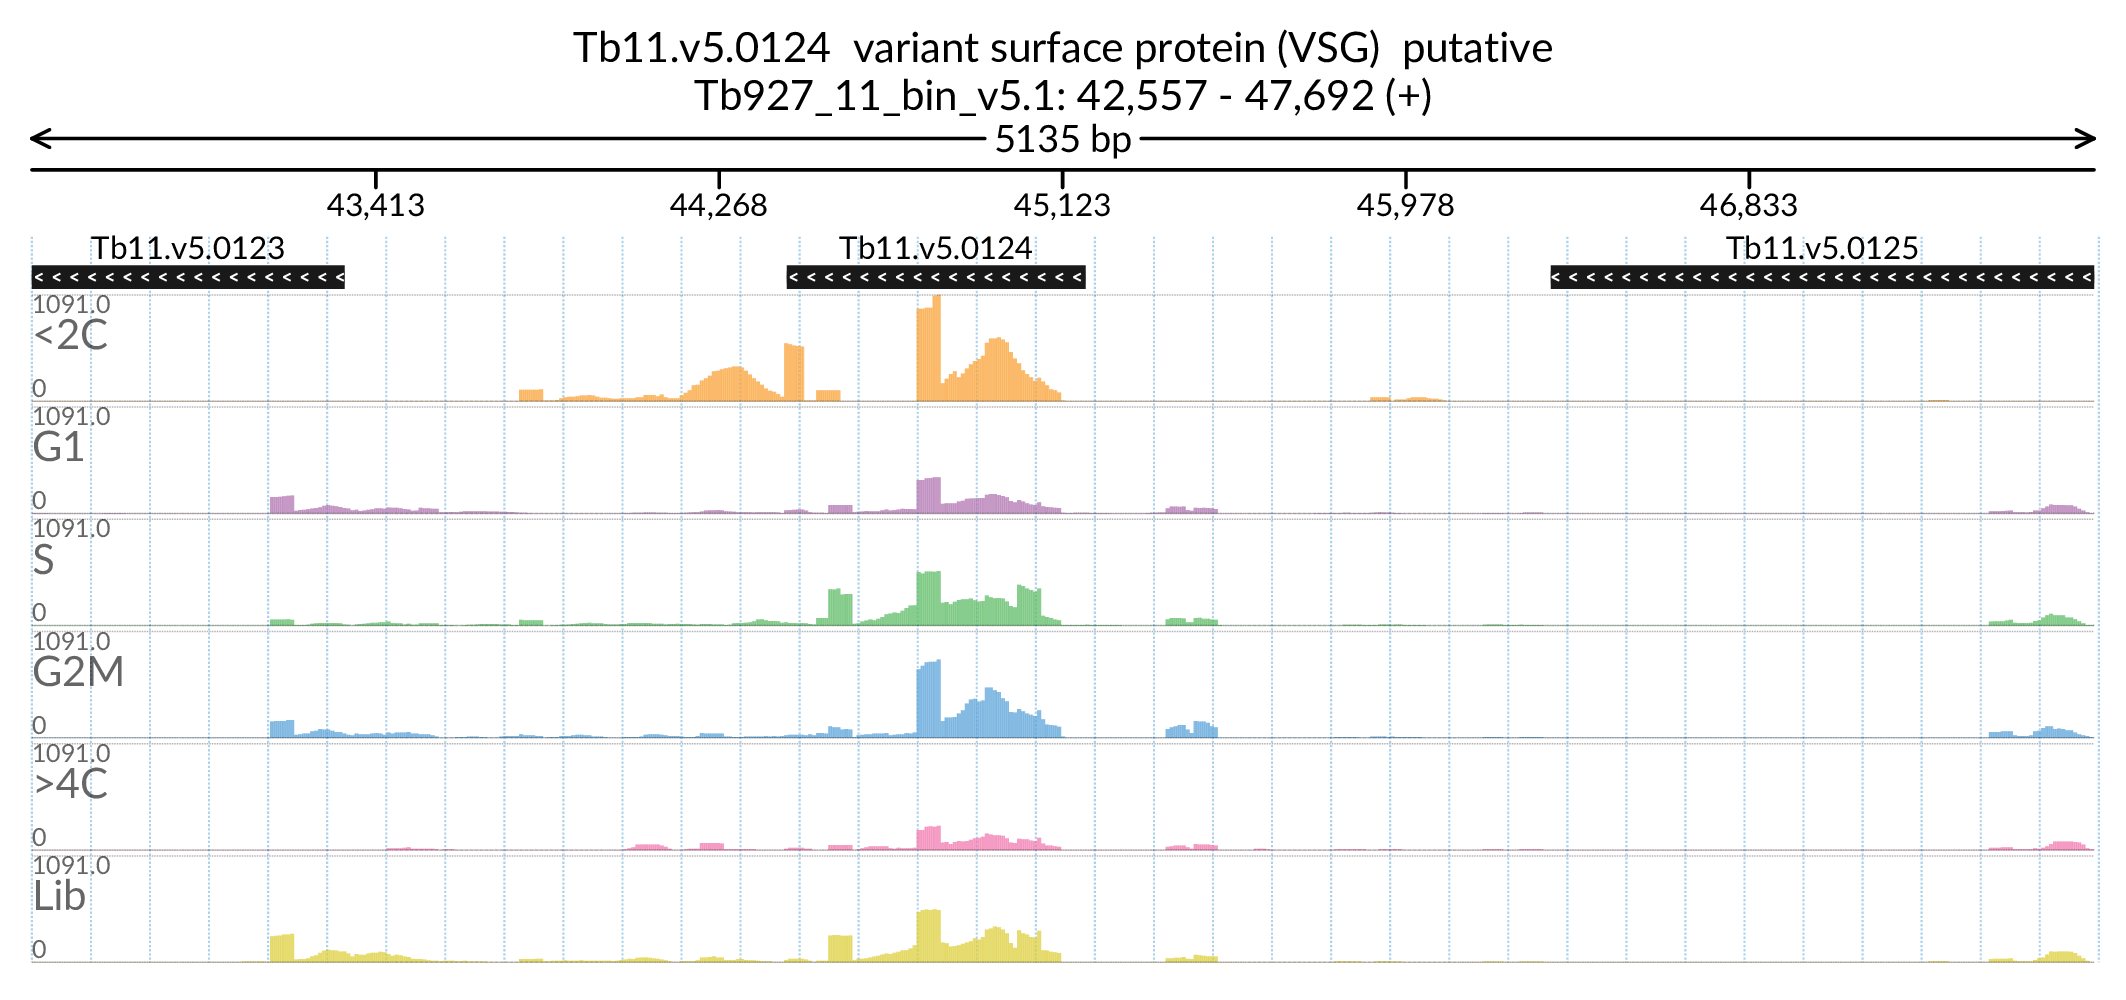 Tb11.v5.0124 variant surface protein (VSG) putative
Tb927_11_bin_v5.1: 42,557 - 47,692 (+)
5135 bp
43,413 44,268 45,123 45,978 46,833
Tb11.v5.0123 Tb11.v5.0124 Tb11.v5.0125
1091.0
<2C
0
1091.0
G1
0
1091.0
S
0
1091.0
G2M
0
1091.0
>4C
0
1091.0
Lib
0